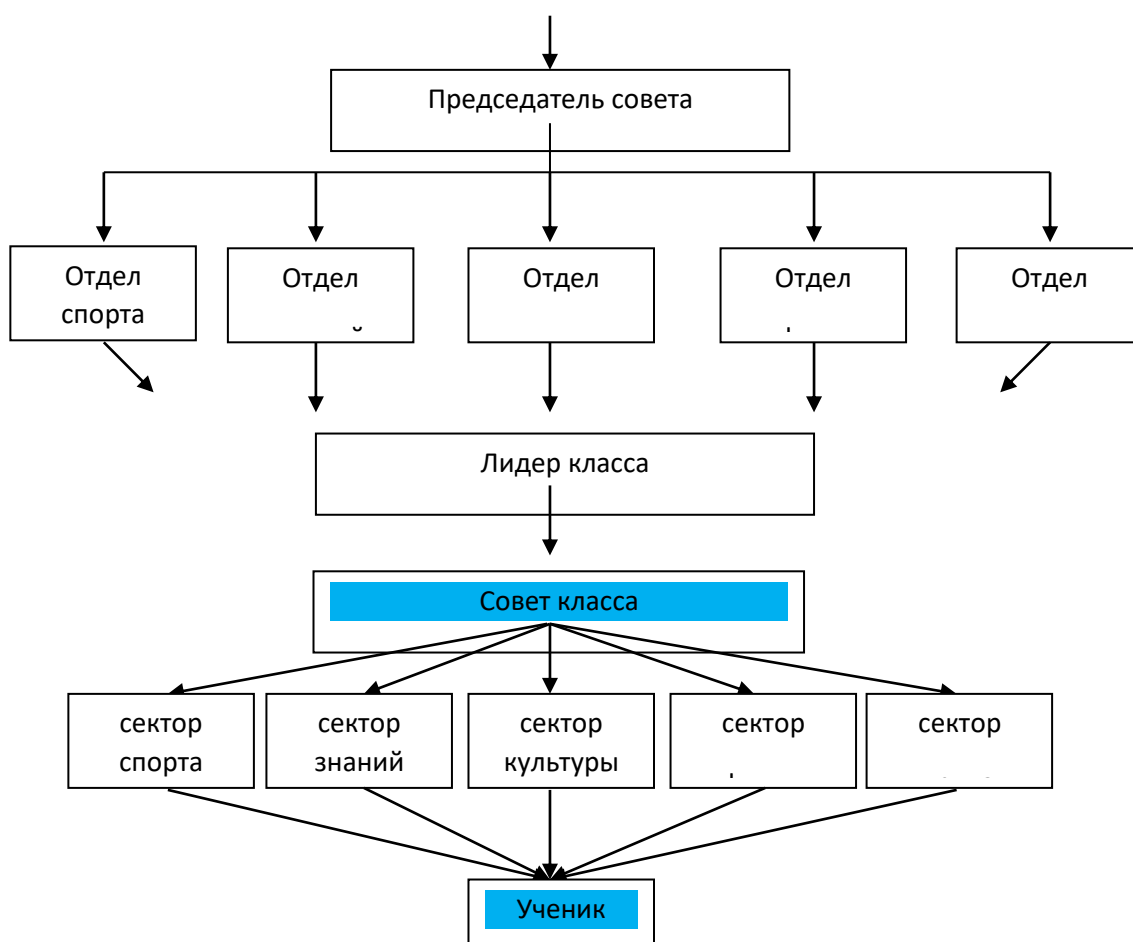 Председатель совета
Отдел
спорта
Отдел
Отдел
Отдел
Отдел
Лидер класса
Совет класса
сектор
спорта
сектор
знаний
сектор
культуры
сектор
сектор
Ученик